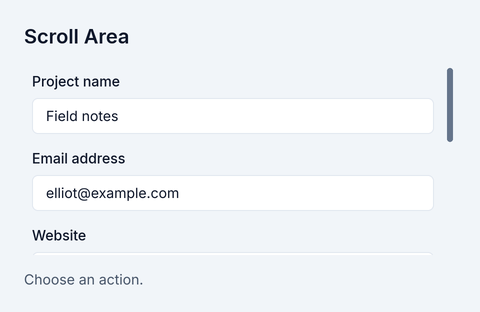 Scroll Area
Project name
Field notes
Email address
elliot@example.com
Website
Choose an action.